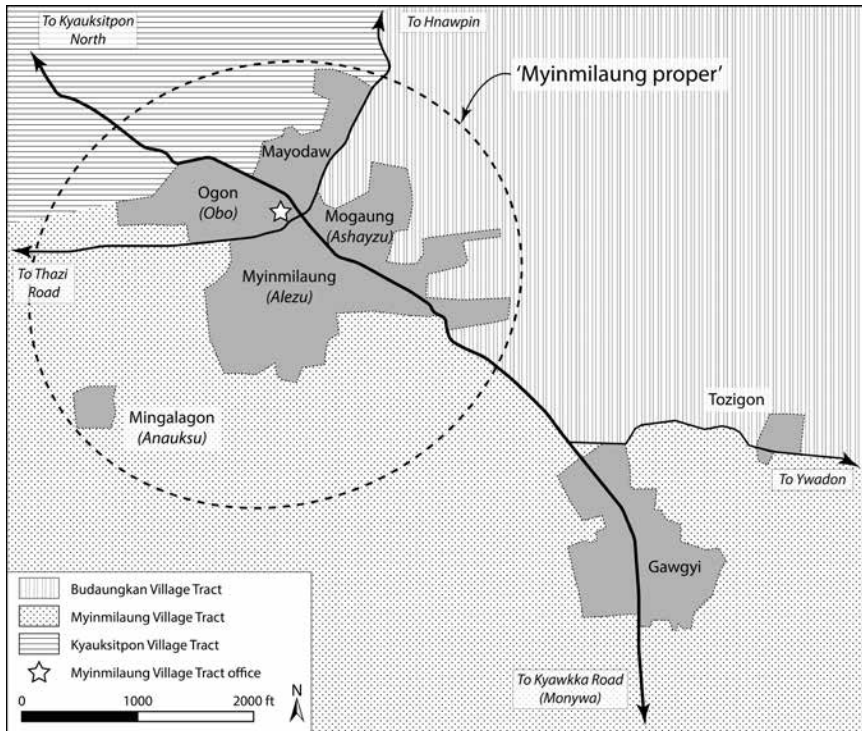 To Kyauksitpon
North
To Hnawpin
'Myinmilaung proper'
Mayodaw
Ogon
(Obo)
Mogaung
(Ashayzu)
To Thazi
Road
Myinmilaung
(Alezu)
Mingalagon
(Anauksu)
Tozigon
To Ywadon
Gawgyi
To Kyawkka Road
(Monywa)
Budaungkan Village Tract
Myinmilaung Village Tract
Kyauksitpon Village Tract
Myinmilaung Village Tract office
0 1000 2000 ft
N